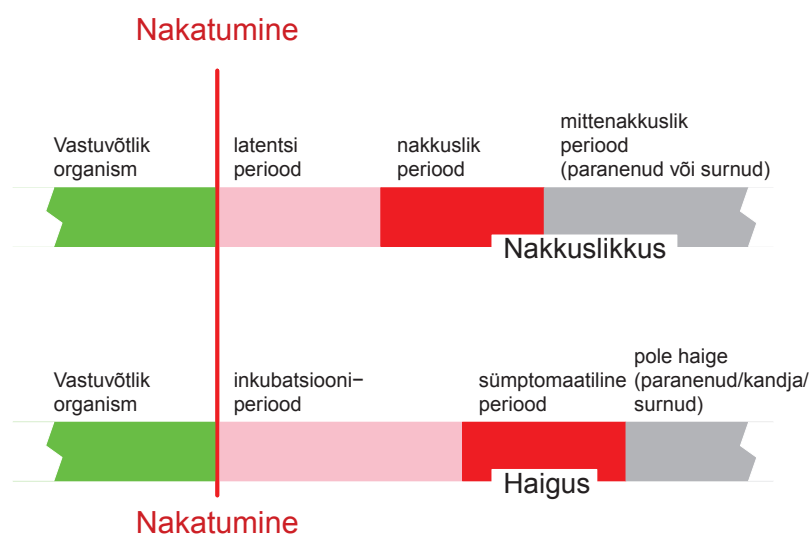 Nakatumine
Vastuvõtlik
organism
latentsi
periood
nakkuslik
periood
mittenakkuslik
periood
(paranenud või surnud)
Nakkuslikkus
Vastuvõtlik
organism
inkubatsiooni−
periood
sümptomaatiline
periood
pole haige
(paranenud/kandja/
surnud)
Haigus
Nakatumine